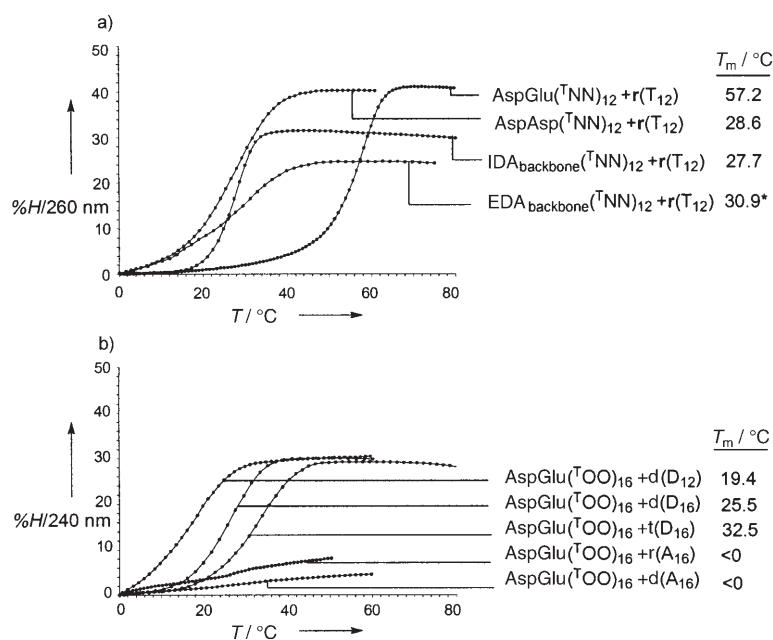 a)
T_m / °C
50
40
30
20
10
0
%H/260 nm
0 20 40 60 80
T / °C
AspGlu(ᵀNN)₁₂ +r(T₁₂) 57.2
AspAsp(ᵀNN)₁₂ +r(T₁₂) 28.6
IDA_backbone(ᵀNN)₁₂ +r(T₁₂) 27.7
EDA_backbone(ᵀNN)₁₂ +r(T₁₂) 30.9*
b)
T_m / °C
50
40
30
20
10
0
%H/240 nm
0 20 40 60 80
T / °C
AspGlu(ᵀOO)₁₆ +d(D₁₂) 19.4
AspGlu(ᵀOO)₁₆ +d(D₁₆) 25.5
AspGlu(ᵀOO)₁₆ +t(D₁₆) 32.5
AspGlu(ᵀOO)₁₆ +r(A₁₆) <0
AspGlu(ᵀOO)₁₆ +d(A₁₆) <0